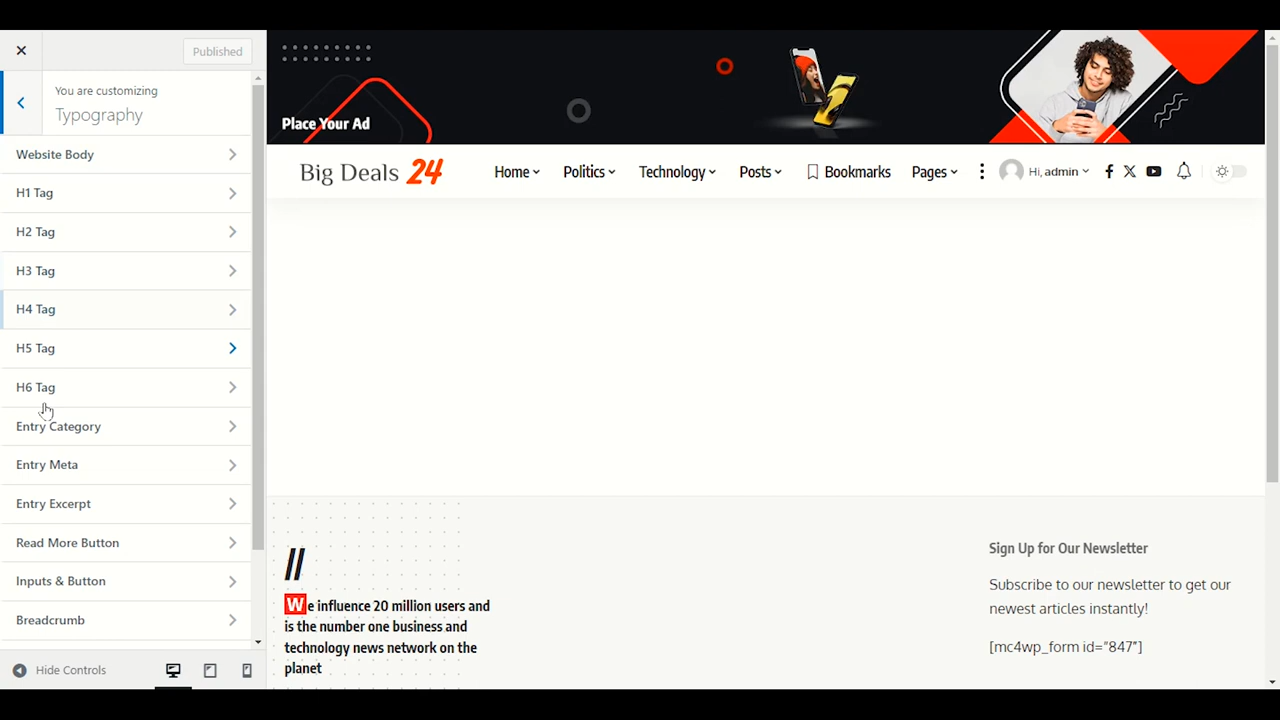 Published
You are customizing
Typography
Website Body
H1 Tag
H2 Tag
H3 Tag
H4 Tag
H5 Tag
H6 Tag
Entry Category
Entry Meta
Entry Excerpt
Read More Button
Inputs & Button
Breadcrumb
Hide Controls
Place Your Ad
Big Deals 24
Home Politics Technology Posts Bookmarks Pages Hi, admin
//
We influence 20 million users and
is the number one business and
technology news network on the
planet
Sign Up for Our Newsletter
Subscribe to our newsletter to get our
newest articles instantly!
[mc4wp_form id="847"]